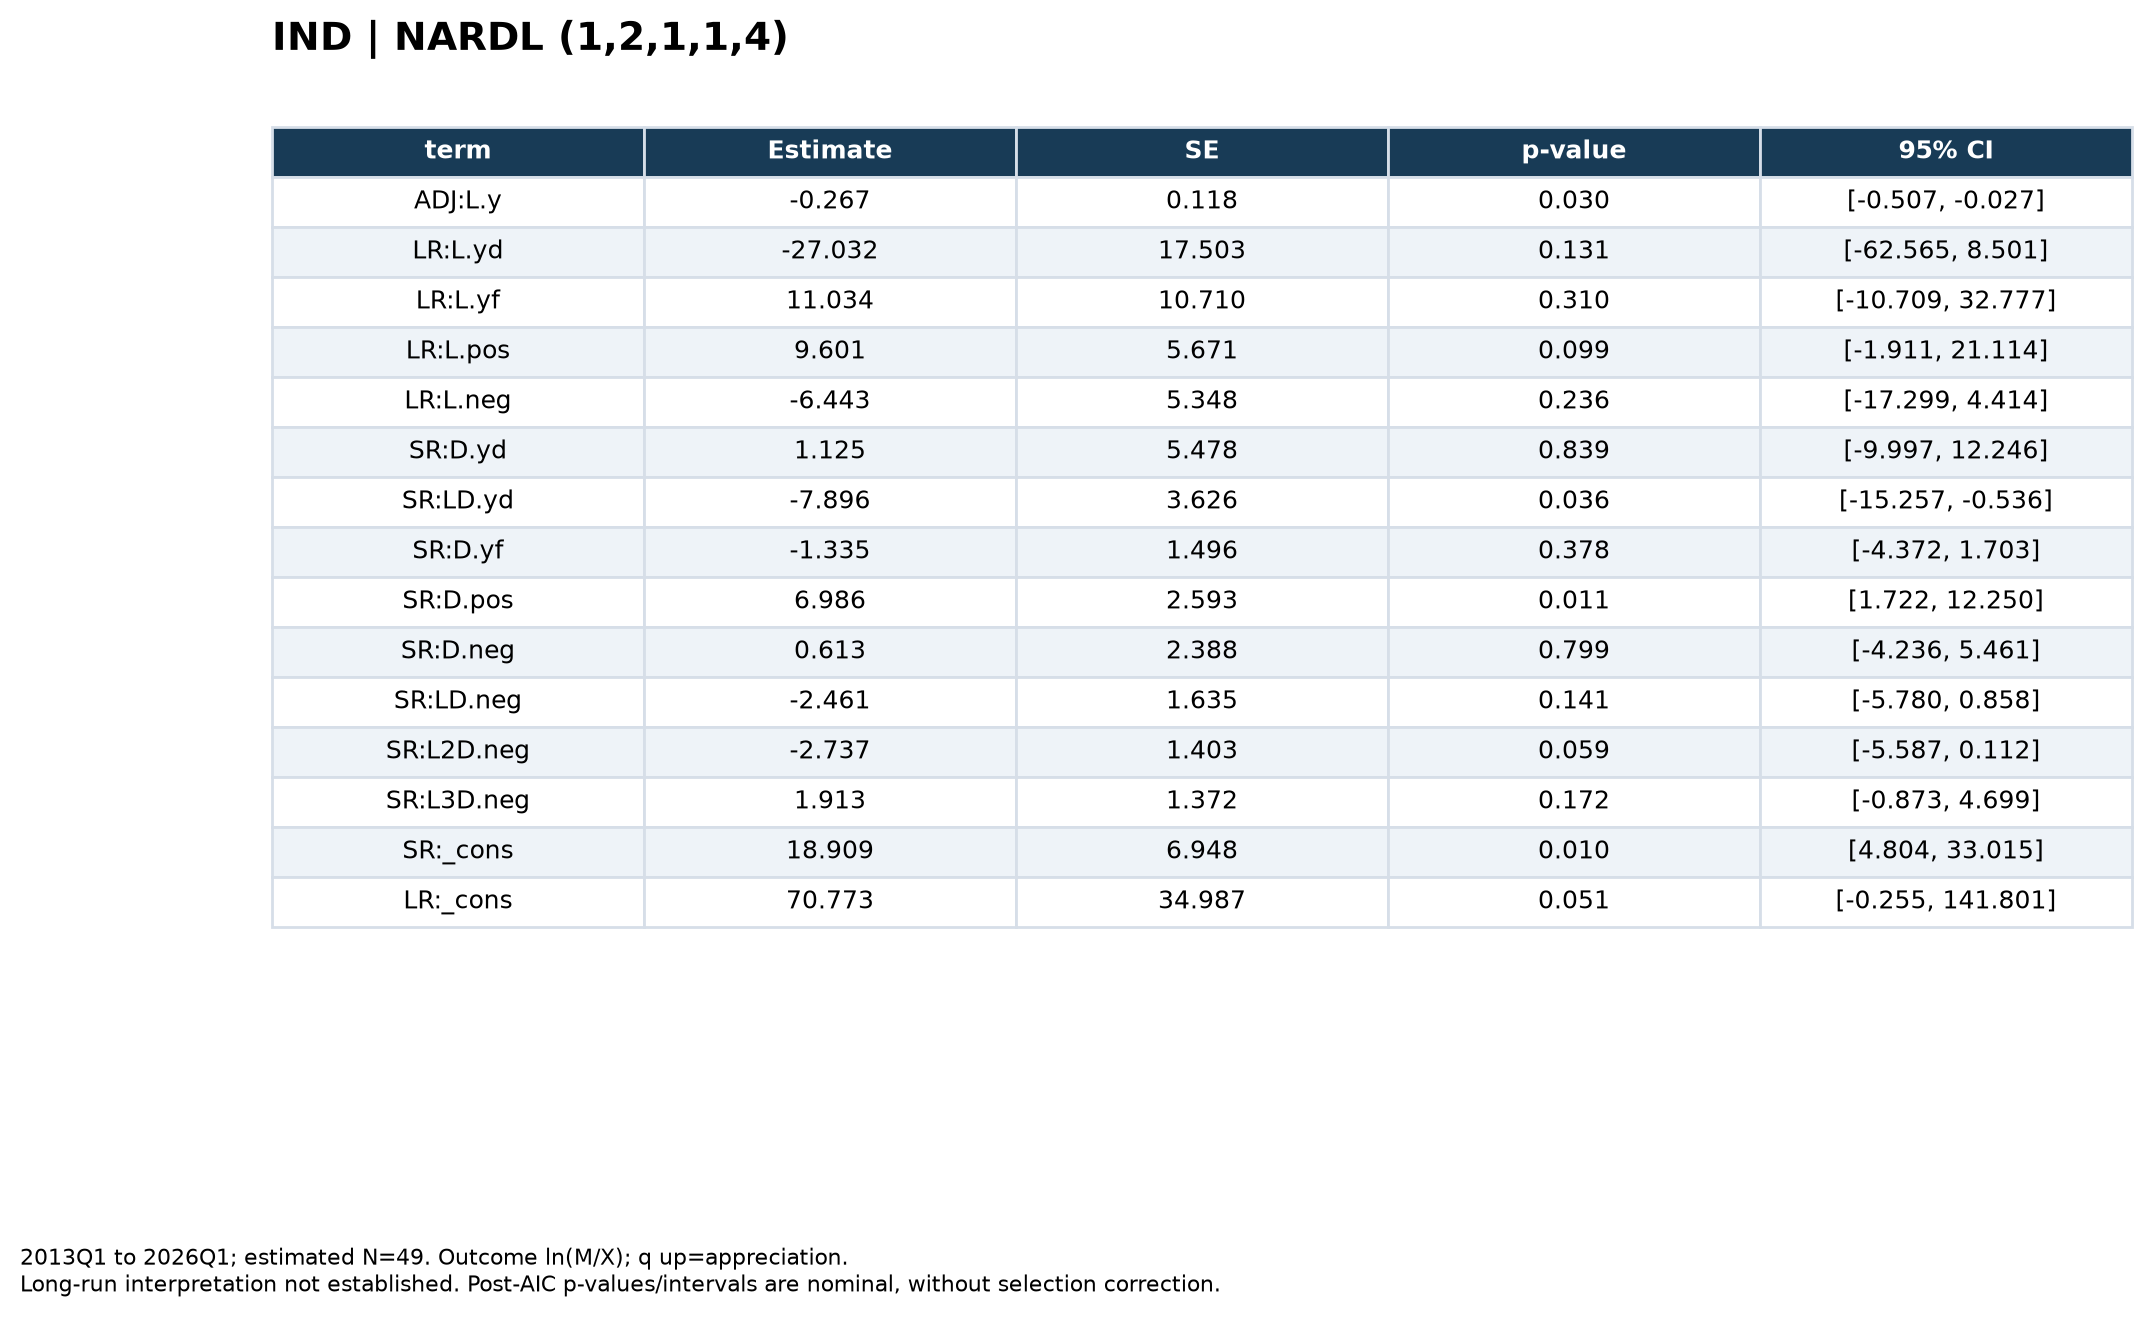 IND | NARDL (1,2,1,1,4)
term Estimate SE p-value 95% CI
ADJ:L.y -0.267 0.118 0.030 [-0.507, -0.027]
LR:L.yd -27.032 17.503 0.131 [-62.565, 8.501]
LR:L.yf 11.034 10.710 0.310 [-10.709, 32.777]
LR:L.pos 9.601 5.671 0.099 [-1.911, 21.114]
LR:L.neg -6.443 5.348 0.236 [-17.299, 4.414]
SR:D.yd 1.125 5.478 0.839 [-9.997, 12.246]
SR:LD.yd -7.896 3.626 0.036 [-15.257, -0.536]
SR:D.yf -1.335 1.496 0.378 [-4.372, 1.703]
SR:D.pos 6.986 2.593 0.011 [1.722, 12.250]
SR:D.neg 0.613 2.388 0.799 [-4.236, 5.461]
SR:LD.neg -2.461 1.635 0.141 [-5.780, 0.858]
SR:L2D.neg -2.737 1.403 0.059 [-5.587, 0.112]
SR:L3D.neg 1.913 1.372 0.172 [-0.873, 4.699]
SR:_cons 18.909 6.948 0.010 [4.804, 33.015]
LR:_cons 70.773 34.987 0.051 [-0.255, 141.801]
2013Q1 to 2026Q1; estimated N=49. Outcome ln(M/X); q up=appreciation.
Long-run interpretation not established. Post-AIC p-values/intervals are nominal, without selection correction.